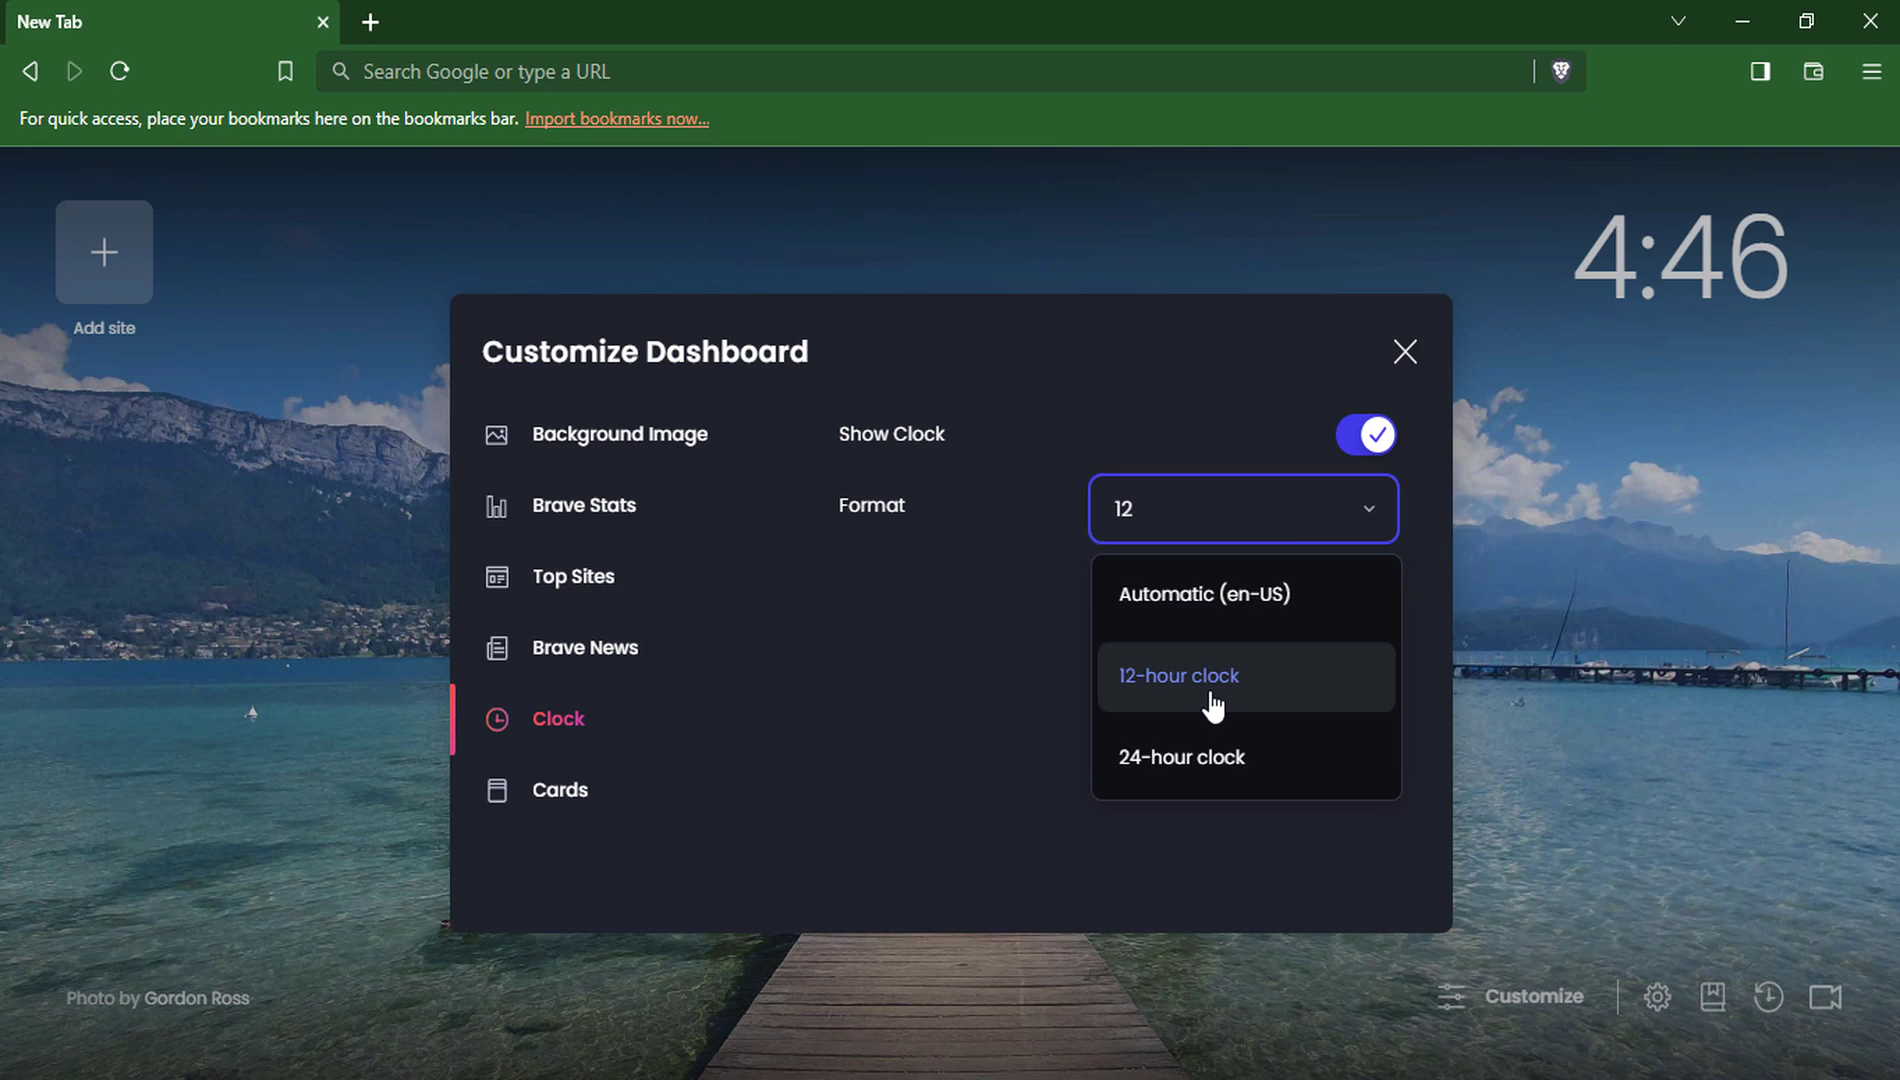 New Tab
Search Google or type a URL
For quick access, place your bookmarks here on the bookmarks bar. Import bookmarks now...
4:46
Add site
Customize Dashboard
Background Image
Show Clock
Brave Stats
Format
12
Top Sites
Automatic (en-US)
Brave News
12-hour clock
Clock
24-hour clock
Cards
Photo by Gordon Ross
Customize